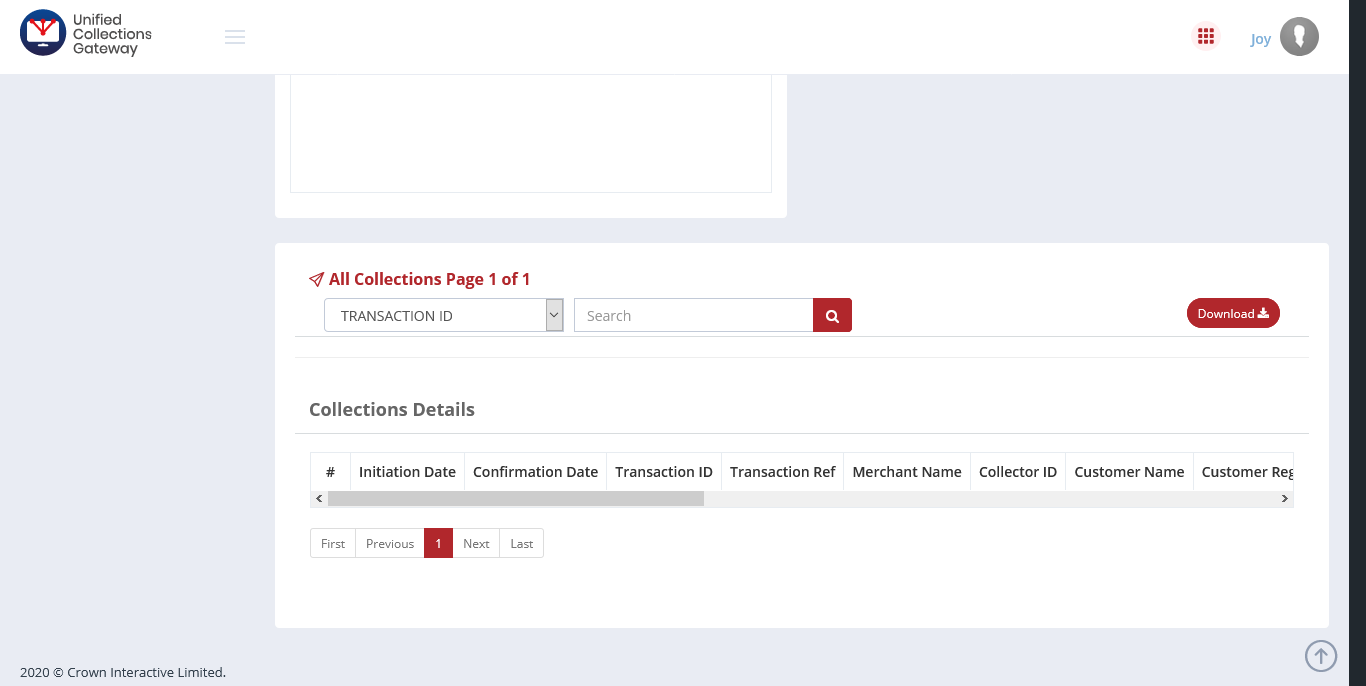 Unified
Collections
Gateway
Joy
All Collections Page 1 of 1
TRANSACTION ID
Search
Download
Collections Details
# Initiation Date Confirmation Date Transaction ID Transaction Ref Merchant Name Collector ID Customer Name Customer Reg
First Previous 1 Next Last
2020 © Crown Interactive Limited.